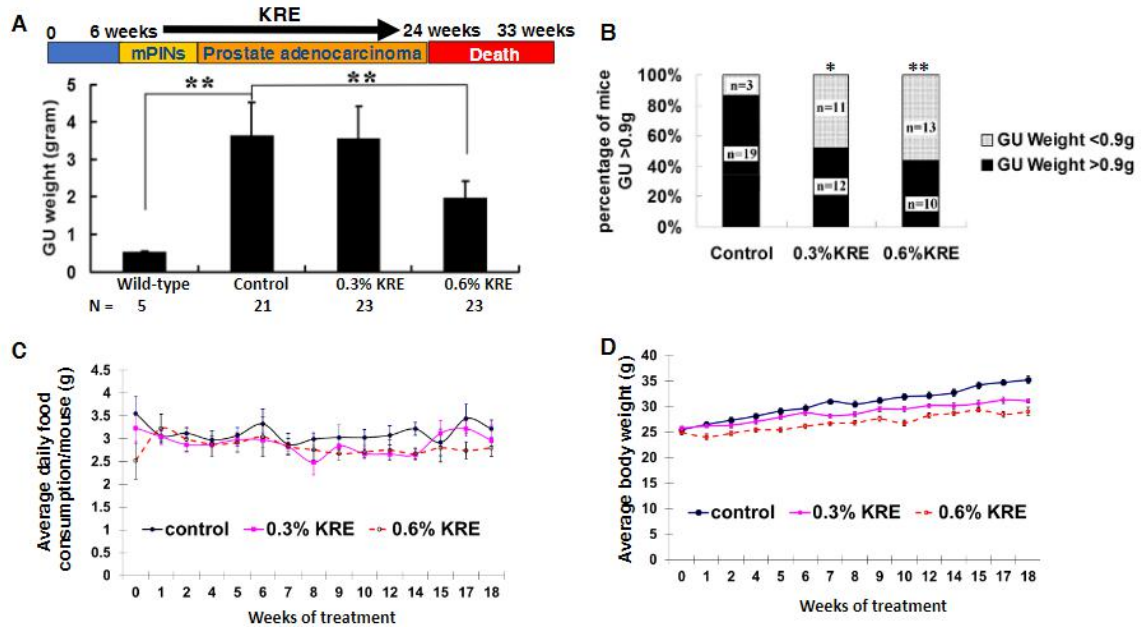 A
KRE
0 6 weeks 24 weeks 33 weeks
mPINs Prostate adenocarcinoma Death
** **
GU weight (gram)
5
4
3
2
1
0
Wild-type Control 0.3% KRE 0.6% KRE
N = 5 21 23 23
B
* **
percentage of mice
GU >0.9g
100%
80%
60%
40%
20%
0%
n=3 n=11 n=13
n=19 n=12 n=10
Control 0.3%KRE 0.6%KRE
GU Weight <0.9g
GU Weight >0.9g
C
Average daily food
consumption/mouse (g)
4.5
4
3.5
3
2.5
2
1.5
1
0.5
0
control 0.3% KRE 0.6% KRE
0 1 2 4 5 6 7 8 9 10 12 14 15 17 18
Weeks of treatment
D
Average body weight (g)
40
35
30
25
20
15
10
5
0
control 0.3% KRE 0.6% KRE
0 1 2 4 5 6 7 8 9 10 12 14 15 17 18
Weeks of treatment